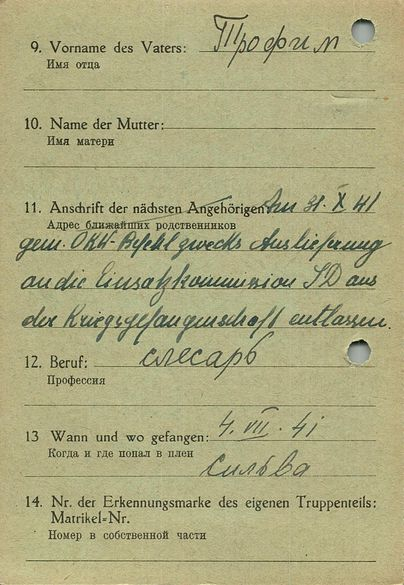 9. Vorname des Vaters: Трофим
Имя отца
10. Name der Mutter:
Имя матери
11. Anschrift der nächsten Angehörigen Am 31. X 41
Адрес ближайших родственников
gem. OKW-Befehl zwecks Auslieferung
an die Einsatzkommission SD aus
der Kriegsgefangenschaft entlassen.
12. Beruf: слесарь
Профессия
13 Wann und wo gefangen: 4. VII. 41
Когда и где попал в плен
сильва
14. Nr. der Erkennungsmarke des eigenen Truppenteils:
Matrikel-Nr.
Номер в собственной части